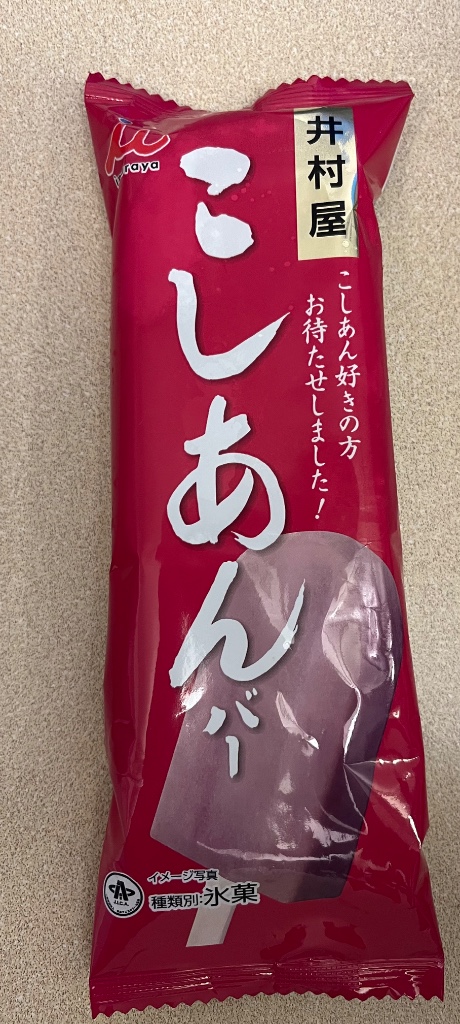 井村屋
こしあん好きの方
お待たせしました!
こしあん
バー
イメージ写真
種類別:氷菓